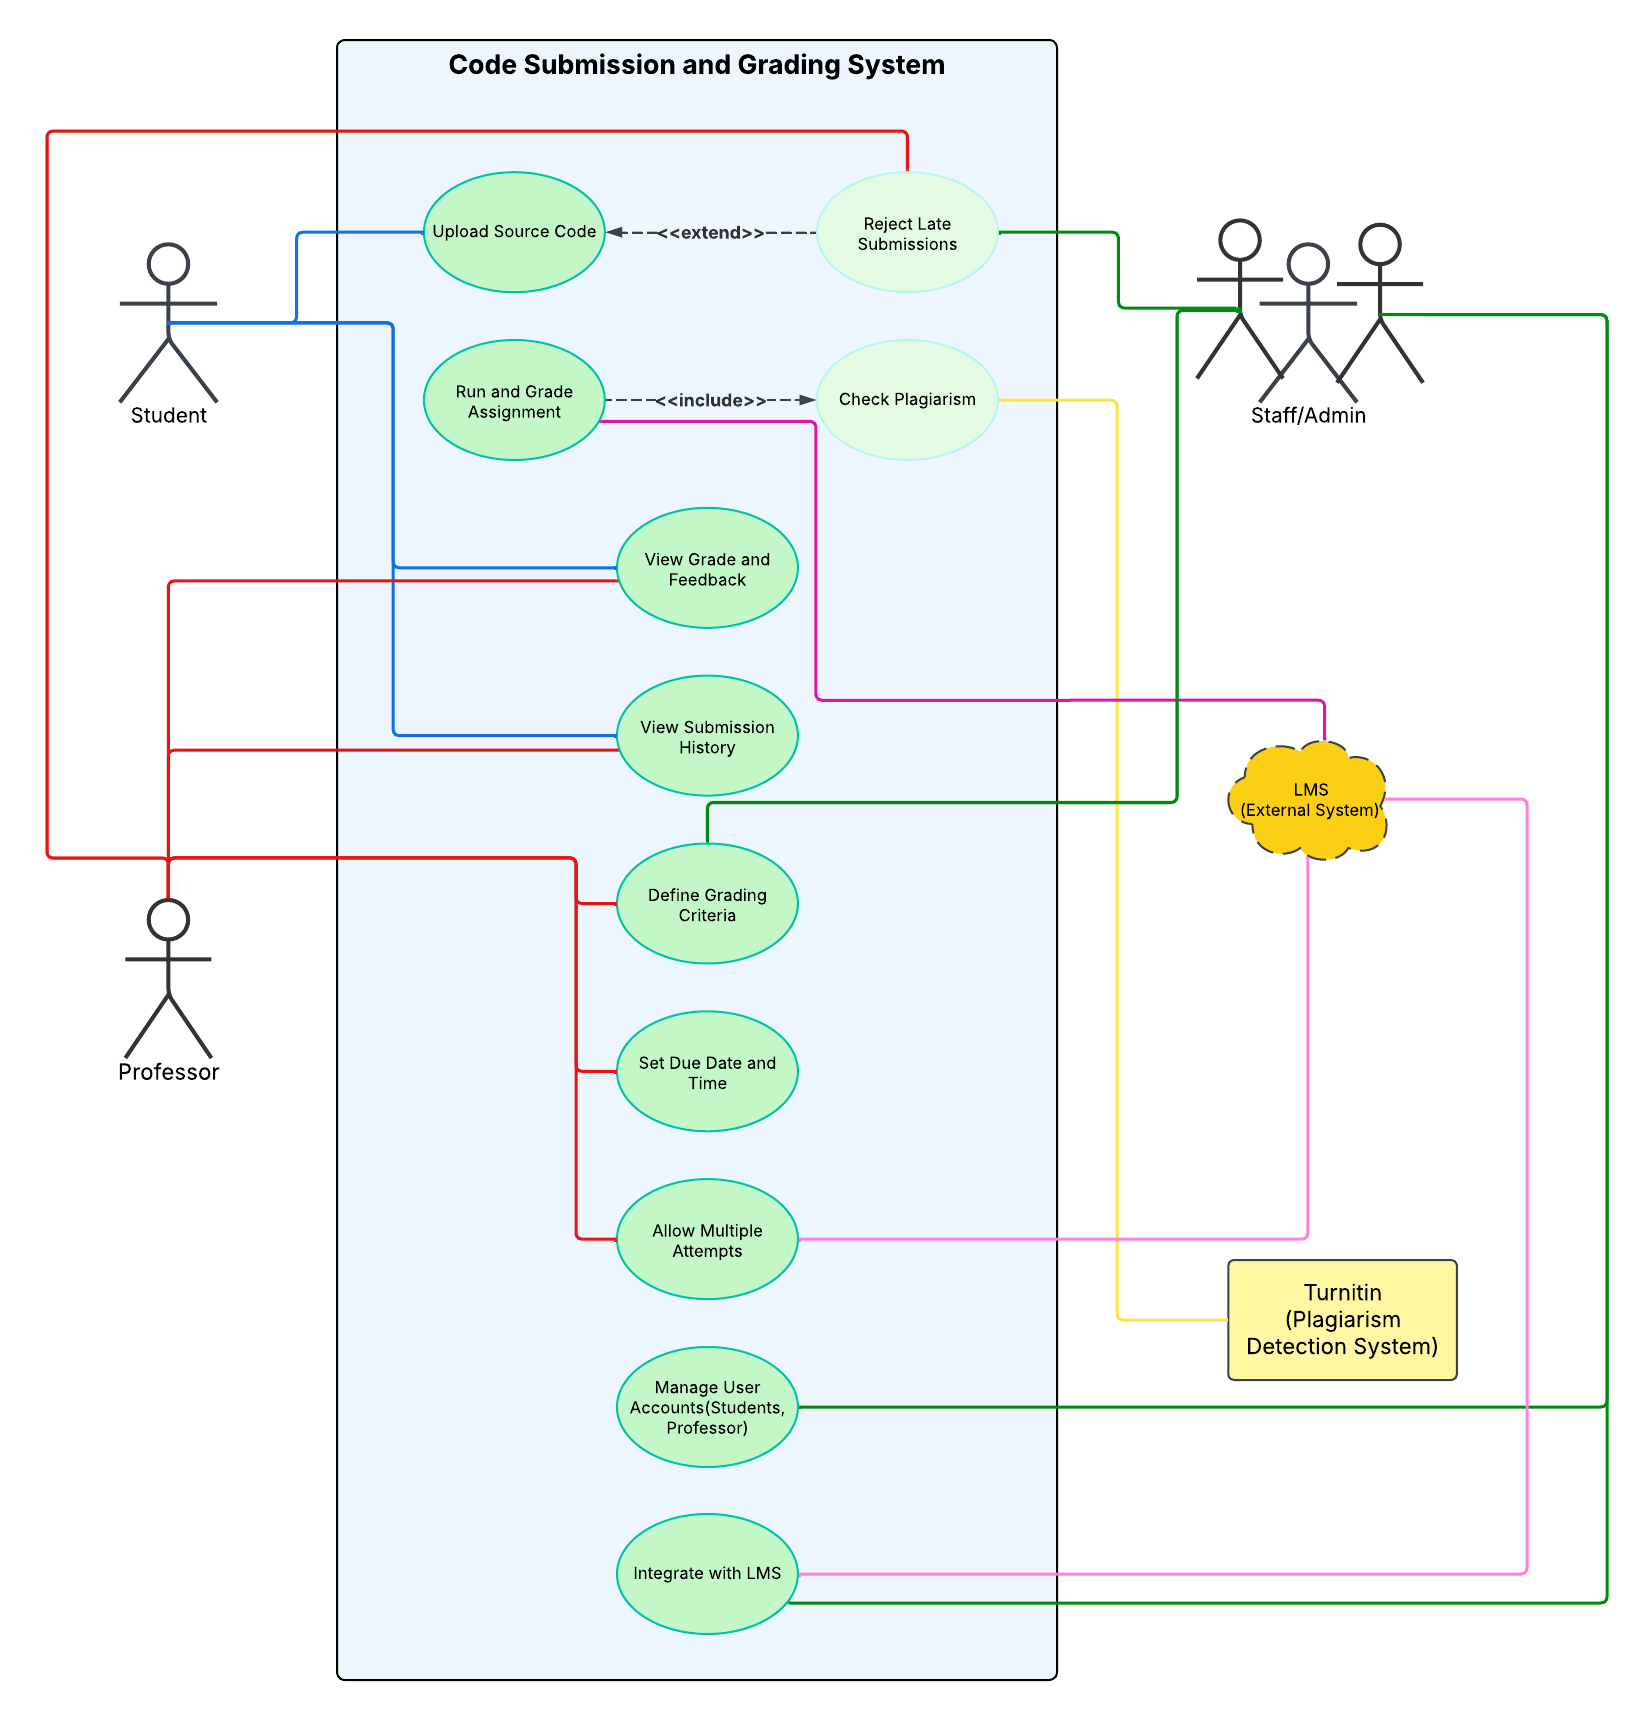 Code Submission and Grading System
Upload Source Code
<<extend>>
Reject Late
Submissions
Student
Staff/Admin
Run and Grade
Assignment
<<include>>
Check Plagiarism
View Grade and
Feedback
View Submission
History
LMS
(External System)
Define Grading
Criteria
Professor
Set Due Date and
Time
Allow Multiple
Attempts
Turnitin
(Plagiarism
Detection System)
Manage User
Accounts(Students,
Professor)
Integrate with LMS